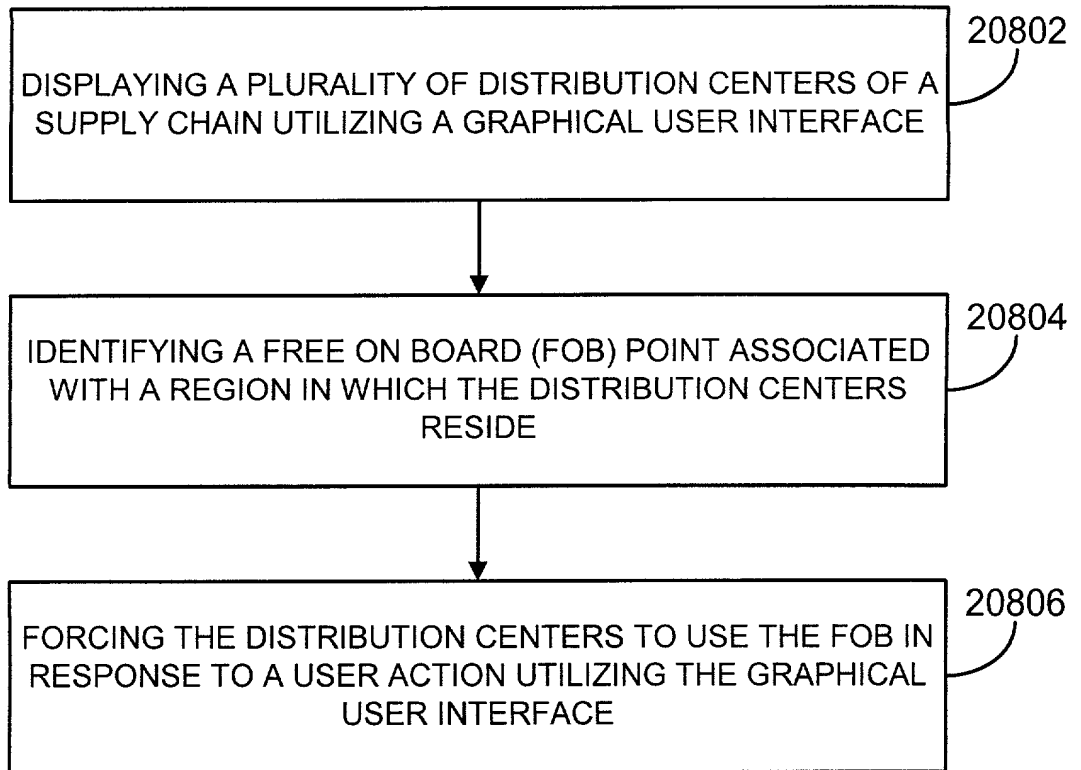 20802
DISPLAYING A PLURALITY OF DISTRIBUTION CENTERS OF A
SUPPLY CHAIN UTILIZING A GRAPHICAL USER INTERFACE
20804
IDENTIFYING A FREE ON BOARD (FOB) POINT ASSOCIATED
WITH A REGION IN WHICH THE DISTRIBUTION CENTERS
RESIDE
20806
FORCING THE DISTRIBUTION CENTERS TO USE THE FOB IN
RESPONSE TO A USER ACTION UTILIZING THE GRAPHICAL
USER INTERFACE